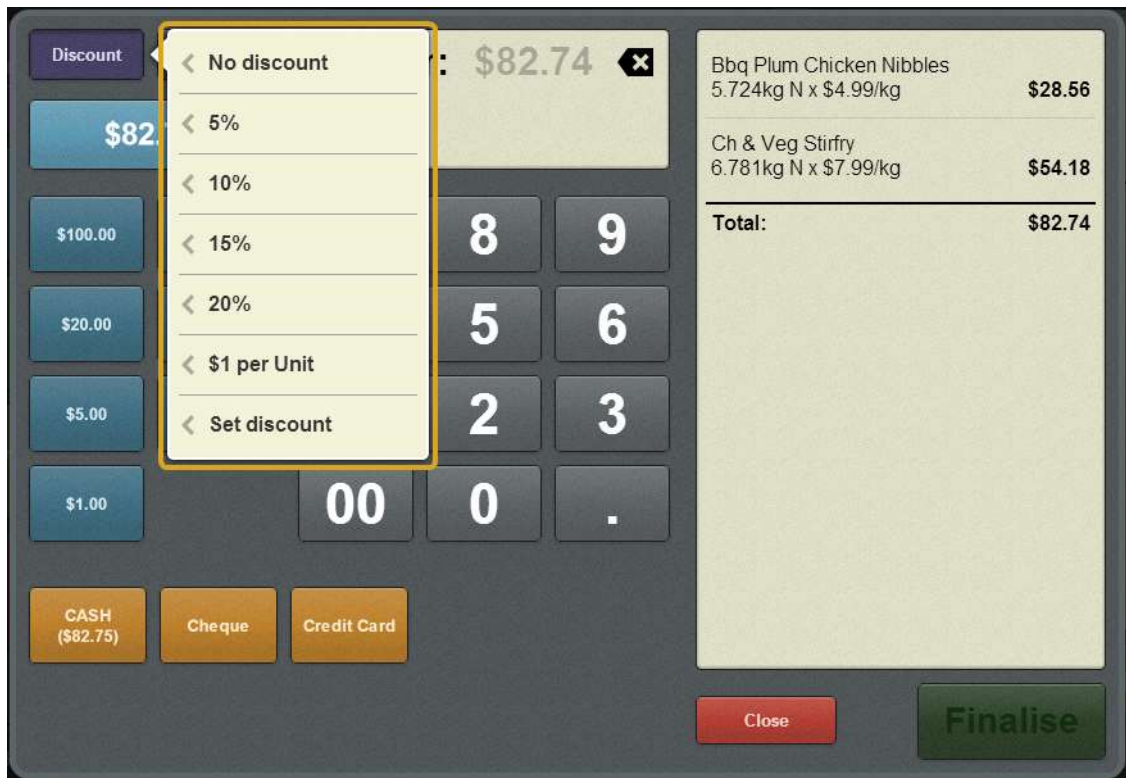 Discount
: $82.74
$82.
No discount
5%
10%
15%
20%
$1 per Unit
Set discount
$100.00
8
9
$20.00
5
6
$5.00
2
3
$1.00
00
0
.
CASH
($82.75)
Cheque
Credit Card
Bbq Plum Chicken Nibbles
5.724kg N x $4.99/kg $28.56
Ch & Veg Stirfry
6.781kg N x $7.99/kg $54.18
Total: $82.74
Close
Finalise